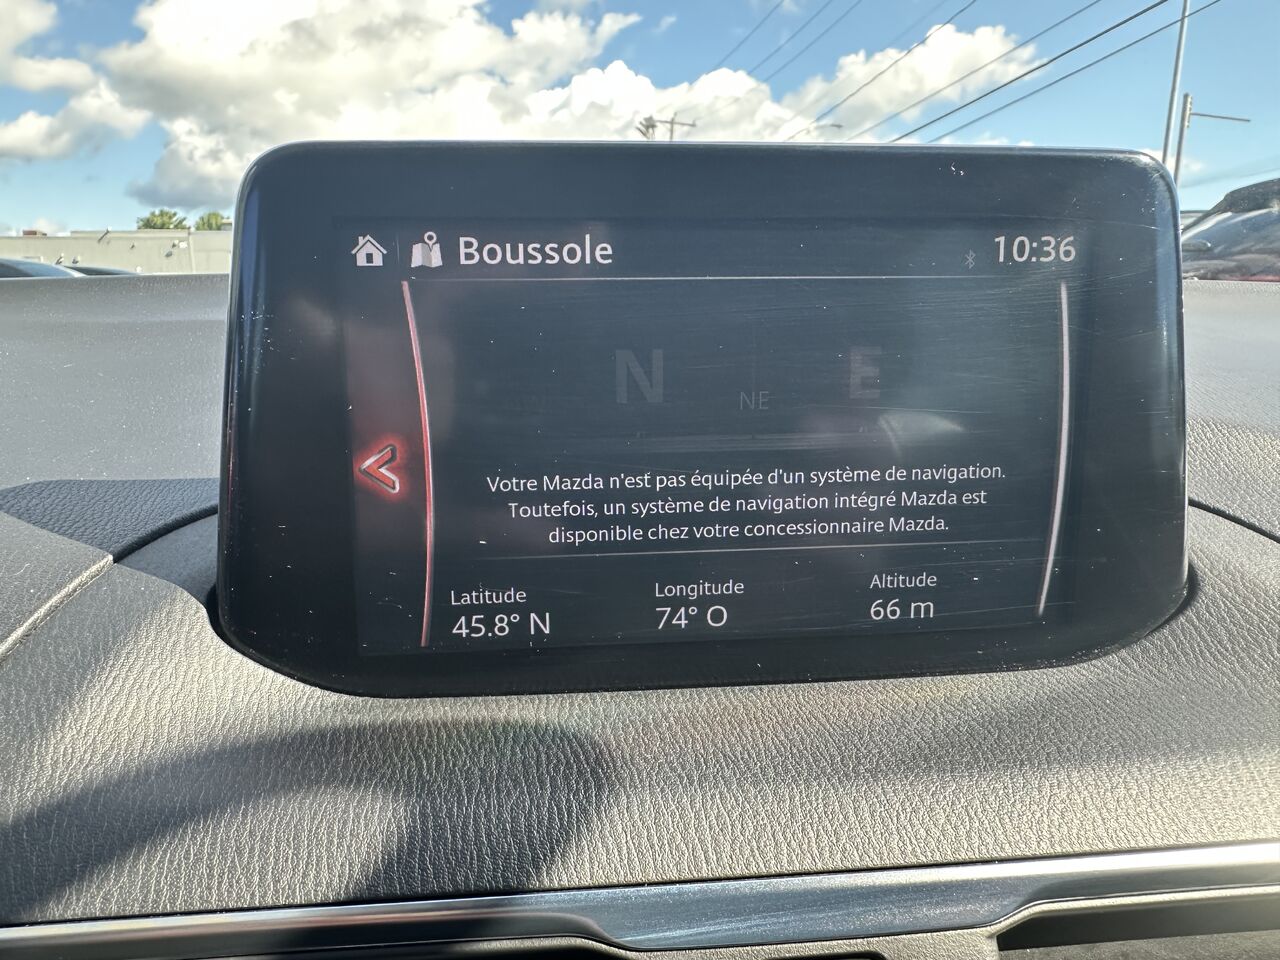 Boussole
10:36
N
NE
E
Votre Mazda n'est pas équipée d'un système de navigation.
Toutefois, un système de navigation intégré Mazda est
disponible chez votre concessionnaire Mazda.
Latitude
45.8° N
Longitude
74° O
Altitude
66 m